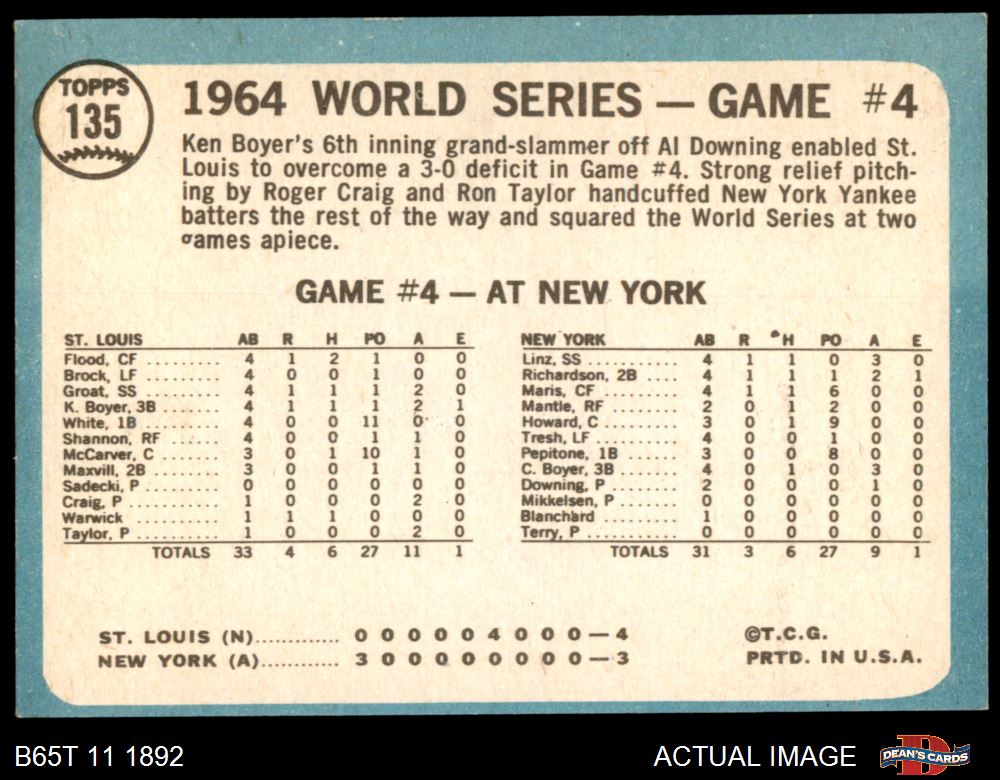 TOPPS
135
1964 WORLD SERIES — GAME #4
Ken Boyer's 6th inning grand-slammer off Al Downing enabled St.
Louis to overcome a 3-0 deficit in Game #4. Strong relief pitch-
ing by Roger Craig and Ron Taylor handcuffed New York Yankee
batters the rest of the way and squared the World Series at two
games apiece.
GAME #4 — AT NEW YORK
ST. LOUIS AB R H PO A E
Flood, CF .......... 4 1 2 1 0 0
Brock, LF .......... 4 0 0 1 0 0
Groat, SS .......... 4 1 1 1 2 0
K. Boyer, 3B ....... 4 1 1 1 2 1
White, 1B .......... 4 0 0 11 0 0
Shannon, RF ........ 4 0 0 1 1 0
McCarver, C ........ 3 0 1 10 1 0
Maxvill, 2B ........ 3 0 0 1 1 0
Sadecki, P ......... 0 0 0 0 0 0
Craig, P ........... 1 0 0 0 2 0
Warwick ............ 1 1 1 0 0 0
Taylor, P .......... 1 0 0 0 2 0
TOTALS 33 4 6 27 11 1
NEW YORK AB R H PO A E
Linz, SS ........... 4 1 1 0 3 0
Richardson, 2B .... 4 1 1 1 2 1
Maris, CF .......... 4 1 1 6 0 0
Mantle, RF ......... 2 0 1 2 0 0
Howard, C .......... 3 0 1 9 0 0
Tresh, LF .......... 4 0 0 1 0 0
Pepitone, 1B ....... 3 0 0 8 0 0
C. Boyer, 3B ....... 4 0 1 0 3 0
Downing, P ......... 2 0 0 0 1 0
Mikkelsen, P ....... 0 0 0 0 0 0
Blanchard .......... 1 0 0 0 0 0
Terry, P ........... 0 0 0 0 0 0
TOTALS 31 3 6 27 9 1
ST. LOUIS (N)............ 0 0 0 0 0 4 0 0 0 — 4
NEW YORK (A)............ 3 0 0 0 0 0 0 0 0 — 3
©T.C.G.
PRTD. IN U.S.A.
B65T 11 1892
ACTUAL IMAGE
D
DEAN'S CARDS